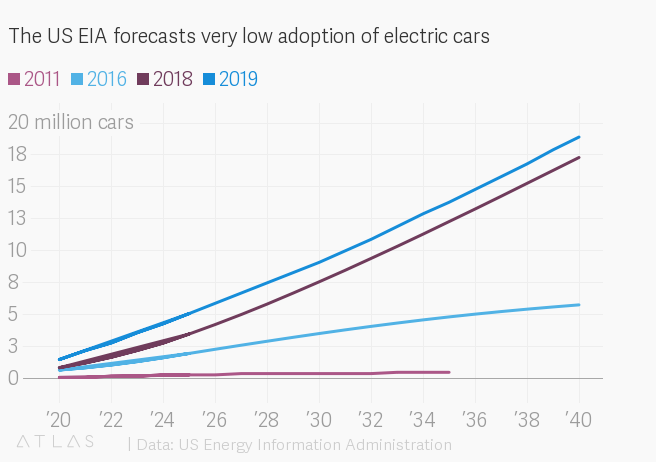 The US EIA forecasts very low adoption of electric cars
2011 2016 2018 2019
20 million cars
18
15
13
10
8
5
3
0
’20 ’22 ’24 ’26 ’28 ’30 ’32 ’34 ’36 ’38 ’40
ATLAS | Data: US Energy Information Administration